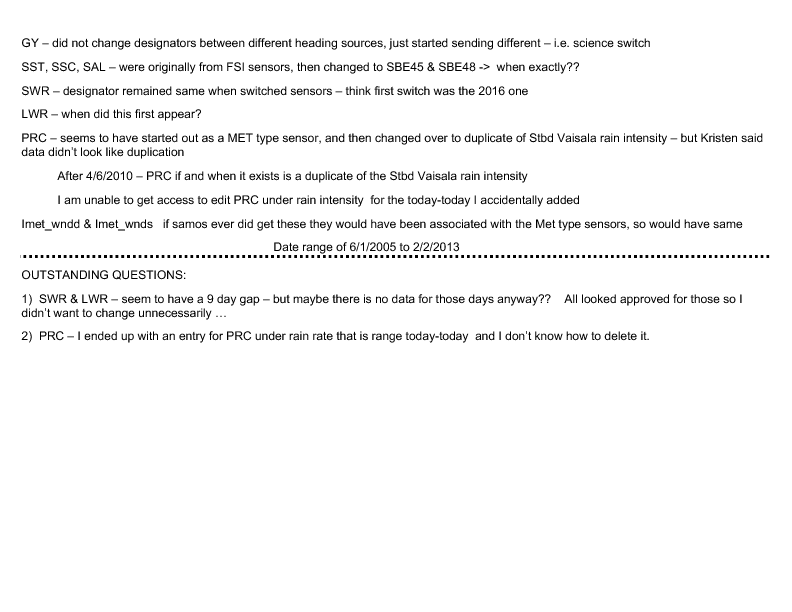 GY – did not change designators between different heading sources, just started sending different – i.e. science switch
SST, SSC, SAL – were originally from FSI sensors, then changed to SBE45 & SBE48 -> when exactly??
SWR – designator remained same when switched sensors – think first switch was the 2016 one
LWR – when did this first appear?
PRC – seems to have started out as a MET type sensor, and then changed over to duplicate of Stbd Vaisala rain intensity – but Kristen said
data didn't look like duplication
After 4/6/2010 – PRC if and when it exists is a duplicate of the Stbd Vaisala rain intensity
I am unable to get access to edit PRC under rain intensity for the today-today I accidentally added
Imet_wndd & Imet_wnds if samos ever did get these they would have been associated with the Met type sensors, so would have same
Date range of 6/1/2005 to 2/2/2013
OUTSTANDING QUESTIONS:
1) SWR & LWR – seem to have a 9 day gap – but maybe there is no data for those days anyway?? All looked approved for those so I
didn't want to change unnecessarily …
2) PRC – I ended up with an entry for PRC under rain rate that is range today-today and I don't know how to delete it.